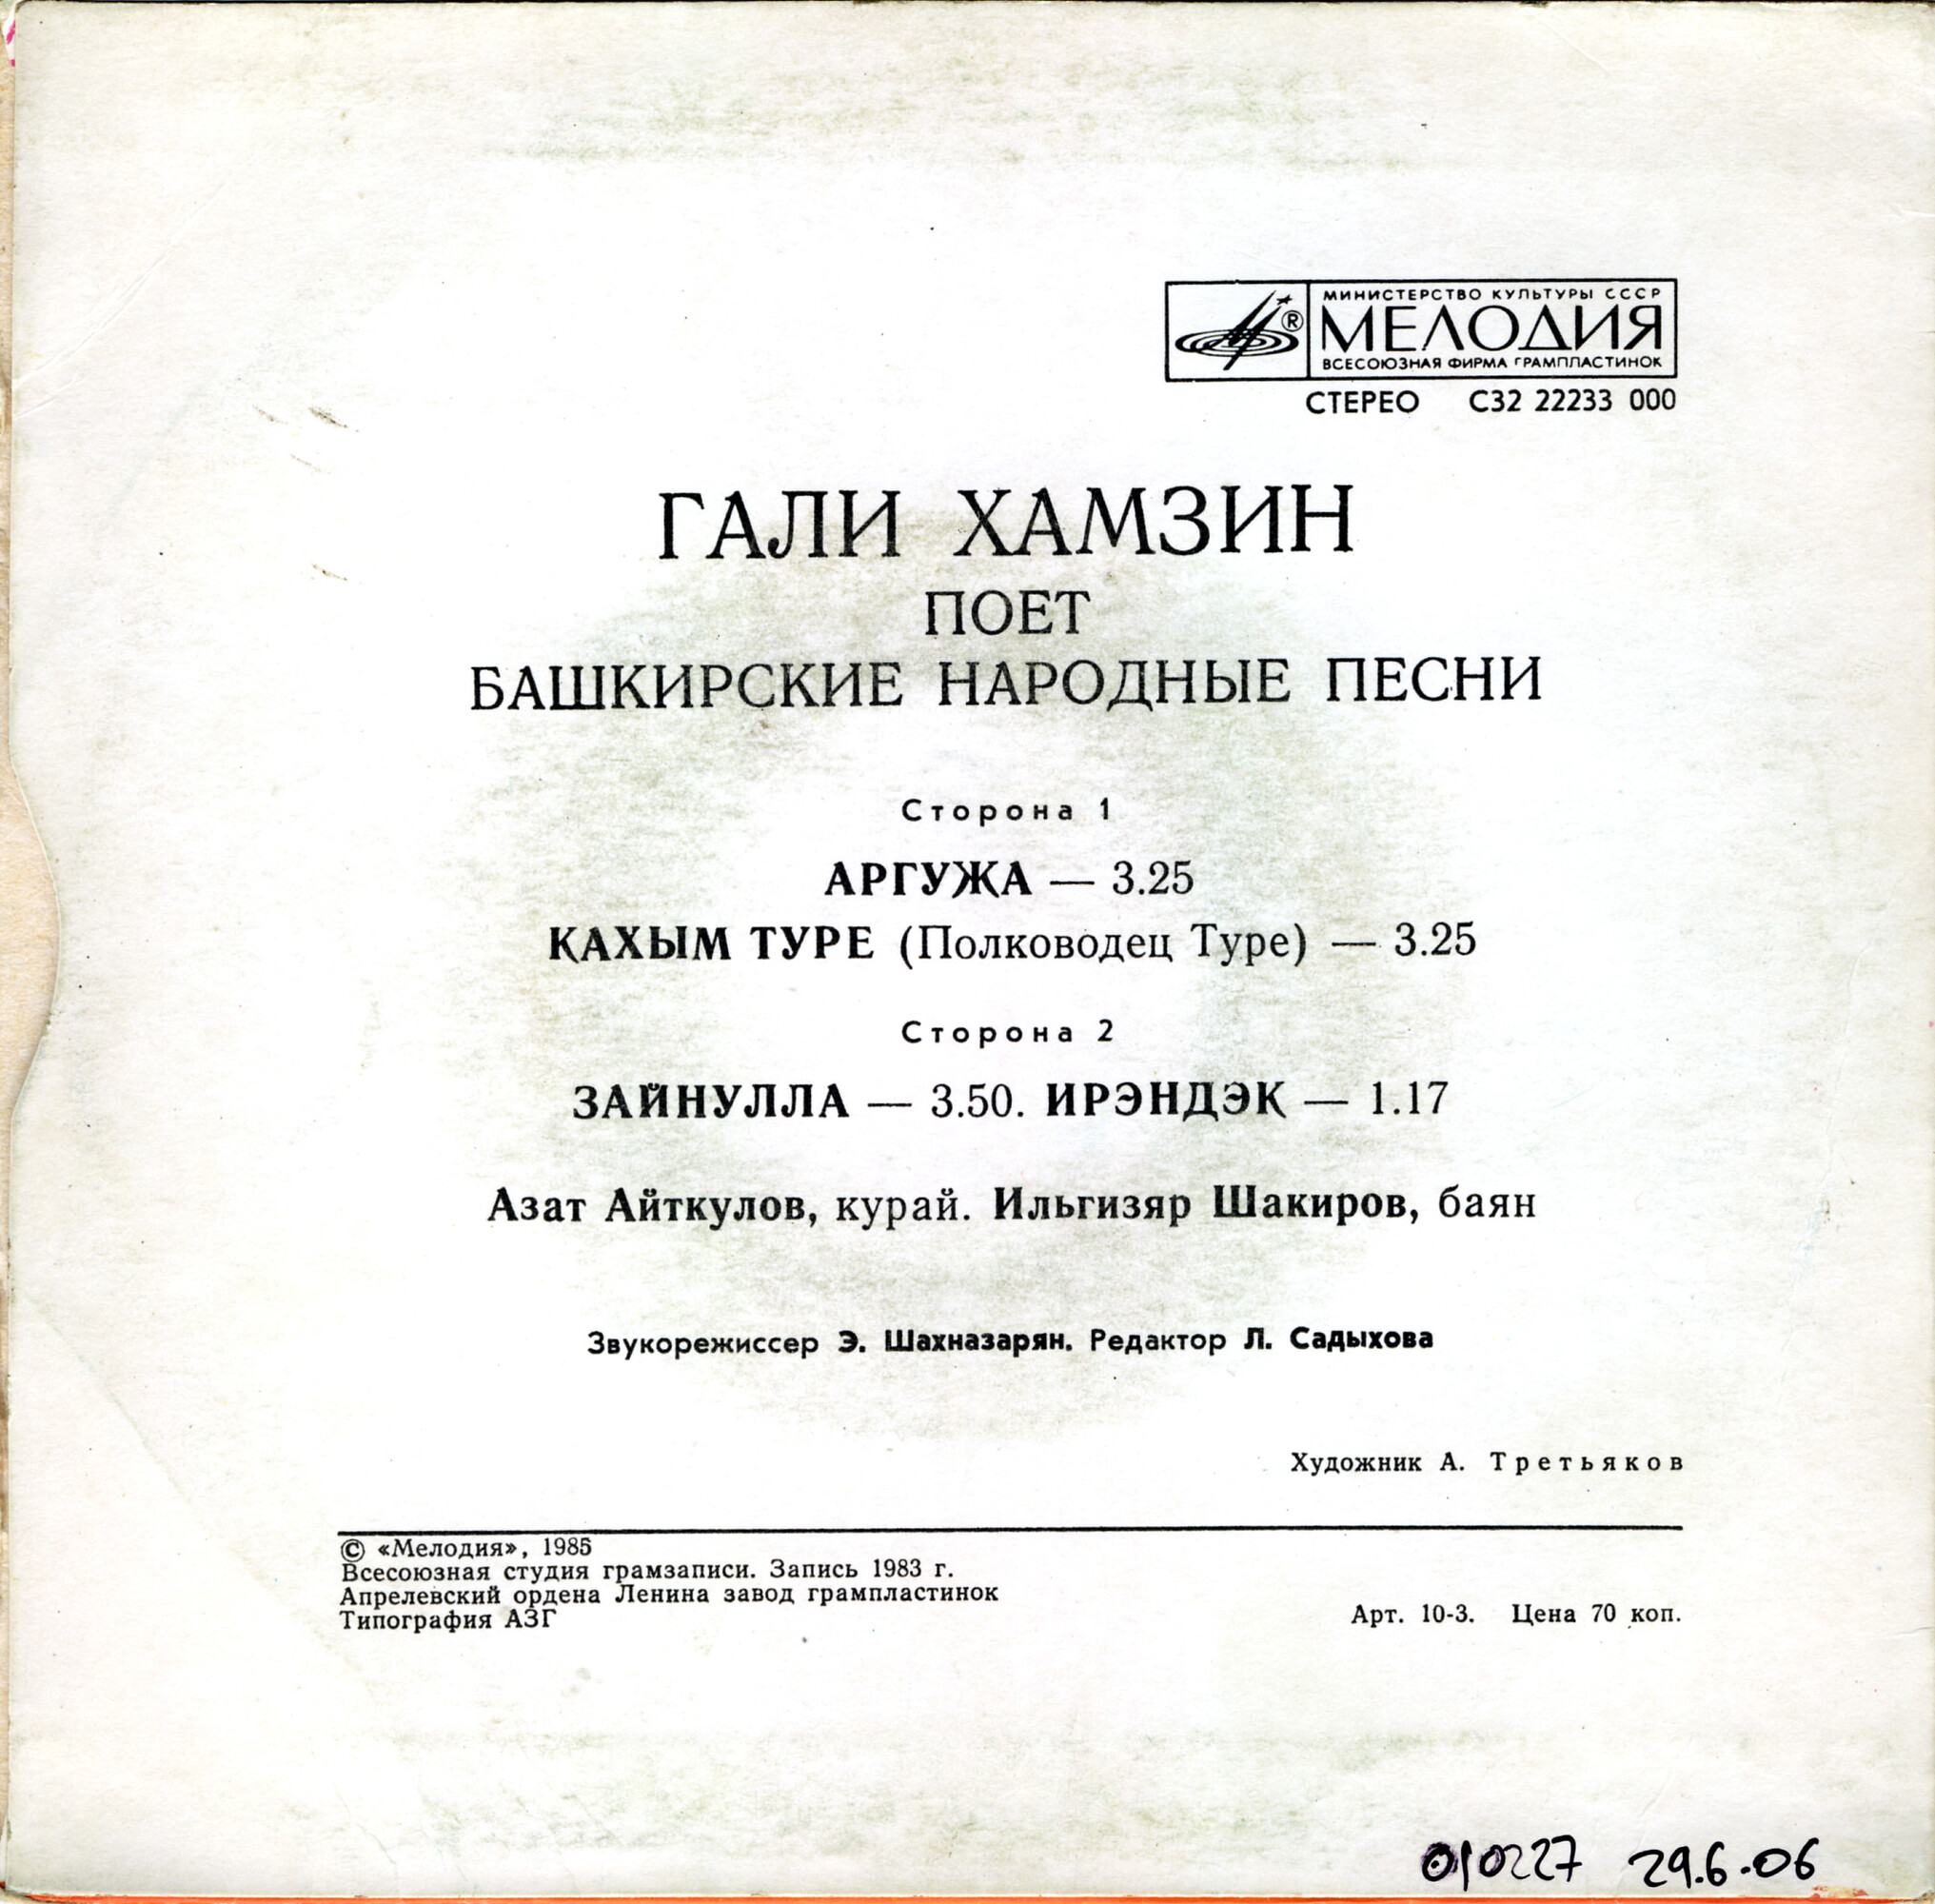 МИНИСТЕРСТВО КУЛЬТУРЫ СССР
МЕЛОДИЯ
ВСЕСОЮЗНАЯ ФИРМА ГРАМПЛАСТИНОК
®
СТЕРЕО С32 22233 000
ГАЛИ ХАМЗИН
ПОЕТ
БАШКИРСКИЕ НАРОДНЫЕ ПЕСНИ
Сторона 1
АРГУЖА — 3.25
КАХЫМ ТУРЕ (Полководец Туре) — 3.25
Сторона 2
ЗАЙНУЛЛА — 3.50. ИРЭНДЭК — 1.17
Азат Айткулов, курай. Ильгизяр Шакиров, баян
Звукорежиссер Э. Шахназарян. Редактор Л. Садыхова
Художник А. Третьяков
© «Мелодия», 1985
Всесоюзная студия грамзаписи. Запись 1983 г.
Апрелевский ордена Ленина завод грампластинок
Типография АЗГ
Арт. 10-3. Цена 70 коп.
010227 29.6.06